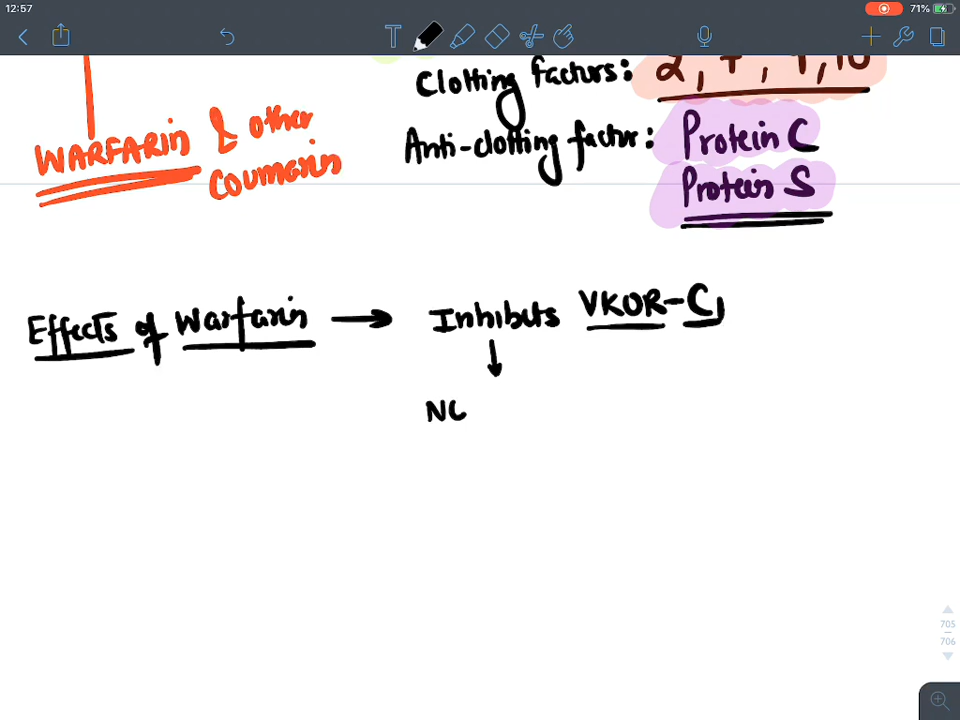 12:57
71%
T
Clotting factors: 2, 7, 9, 10
WARFARIN & other
coumarins
Anti-clotting factor: Protein C
Protein S
Effects of Warfarin → Inhibits VKOR-C1
↓
NO
705
706